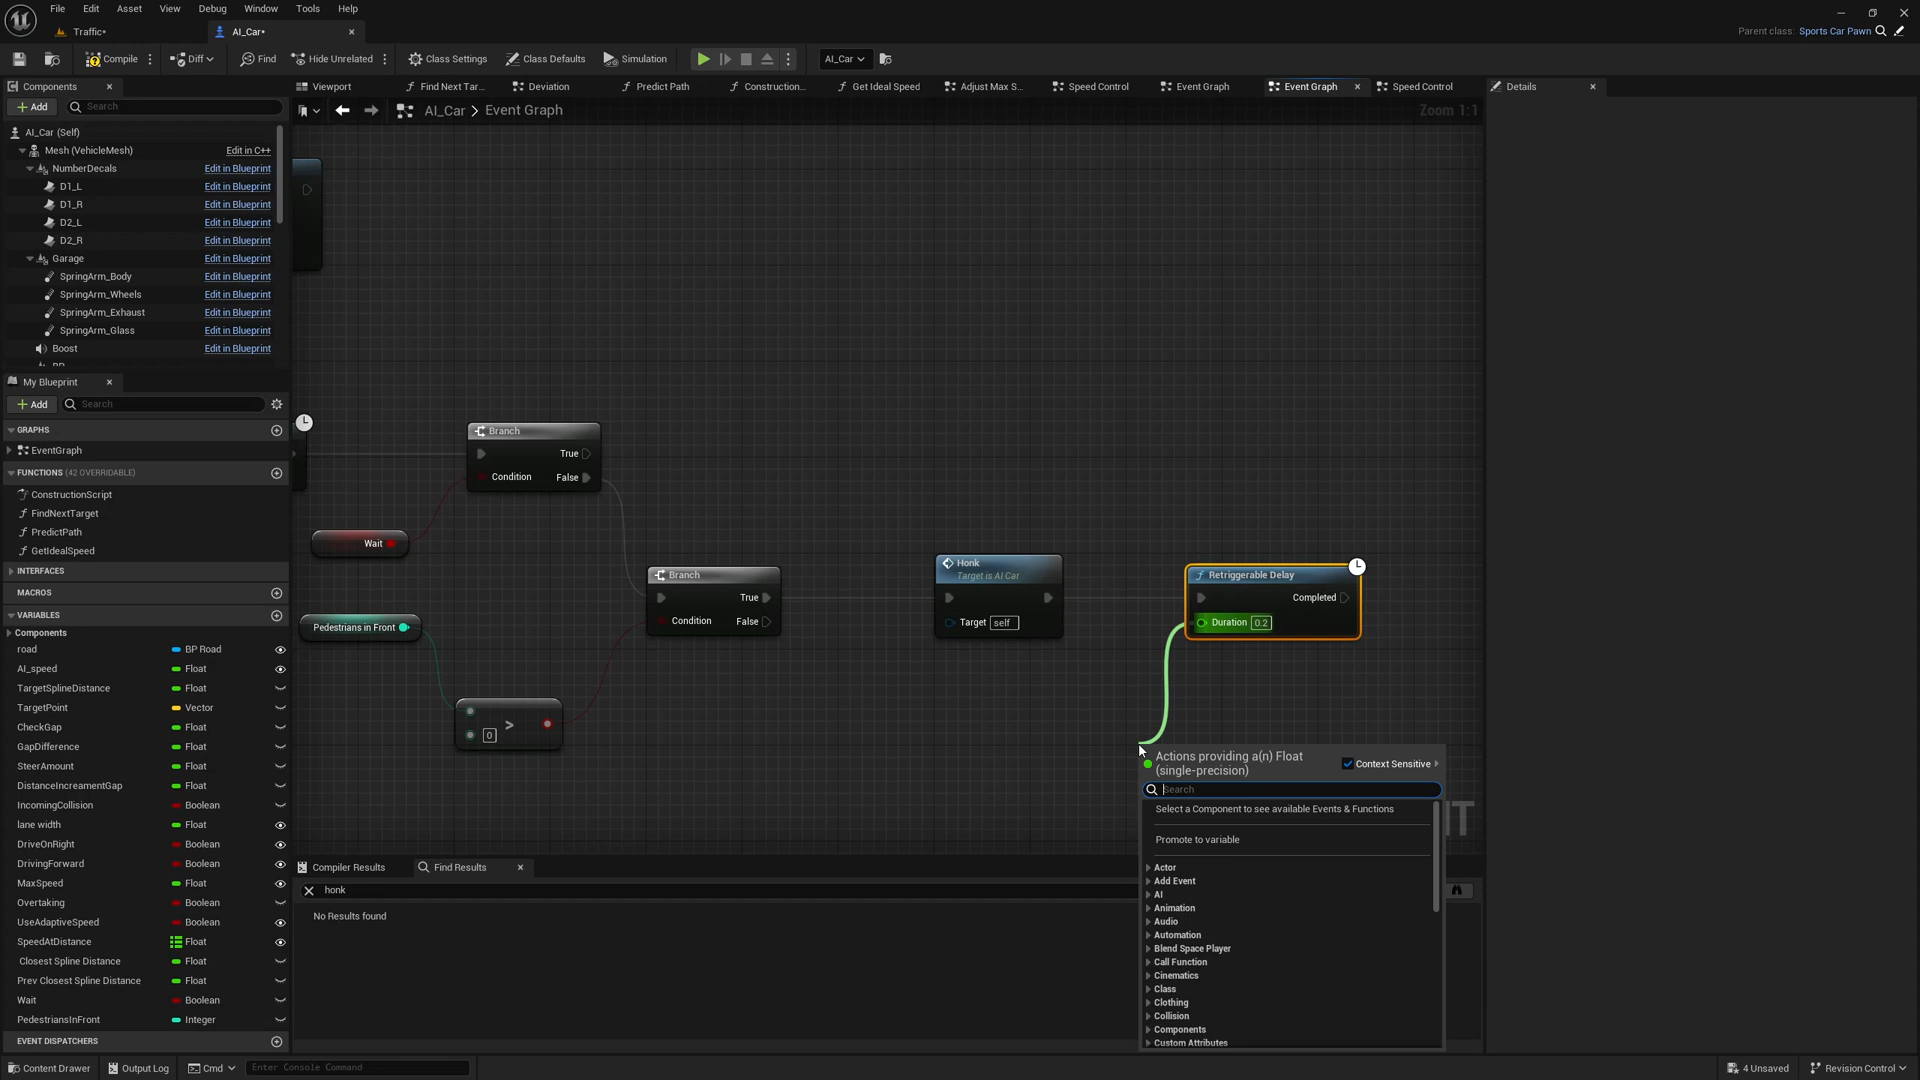 File Edit Asset View Debug Window Tools Help
Traffic* AI_Car* Parent class: Sports Car Pawn
Compile Diff Find Hide Unrelated Class Settings Class Defaults Simulation AI_Car
Components Viewport Find Next Tar... Deviation Predict Path Construction... Get Ideal Speed Adjust Max S... Speed Control Event Graph Event Graph Speed Control Details
+ Add Search AI_Car > Event Graph Zoom 1:1
AI_Car (Self)
Mesh (VehicleMesh) Edit in C++
NumberDecals Edit in Blueprint
D1_L Edit in Blueprint
D1_R Edit in Blueprint
D2_L Edit in Blueprint
D2_R Edit in Blueprint
Garage Edit in Blueprint
SpringArm_Body Edit in Blueprint
SpringArm_Wheels Edit in Blueprint
SpringArm_Exhaust Edit in Blueprint
SpringArm_Glass Edit in Blueprint
Boost Edit in Blueprint
My Blueprint
+ Add Search
GRAPHS
EventGraph
FUNCTIONS (42 OVERRIDABLE)
ConstructionScript
FindNextTarget
PredictPath
GetIdealSpeed
INTERFACES
MACROS
VARIABLES
Components
road BP Road
AI_speed Float
TargetSplineDistance Float
TargetPoint Vector
CheckGap Float
GapDifference Float
SteerAmount Float
DistanceIncreamentGap Float
IncomingCollision Boolean
lane width Float
DriveOnRight Boolean
DrivingForward Boolean
MaxSpeed Float
Overtaking Boolean
UseAdaptiveSpeed Boolean
SpeedAtDistance Float
Closest Spline Distance Float
Prev Closest Spline Distance Float
Wait Boolean
PedestriansInFront Integer
EVENT DISPATCHERS
Branch
True
Condition False
Wait
Pedestrians in Front
Branch
True
Condition False
0 >
Honk
Target is AI Car
Target self
Retriggerable Delay
Completed
Duration 0.2
Actions providing a(n) Float
(single-precision) Context Sensitive
Search
Select a Component to see available Events & Functions
Promote to variable
Actor
Add Event
AI
Animation
Audio
Automation
Blend Space Player
Call Function
Cinematics
Class
Clothing
Collision
Components
Custom Attributes
Compiler Results Find Results
honk
No Results found
Content Drawer Output Log Cmd Enter Console Command 4 Unsaved Revision Control